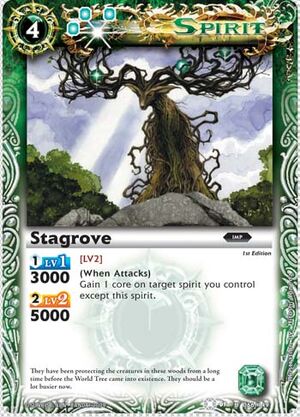 4
SPIRIT
Stagrove
IMP
1st Edition
1 LV1
3000
2 LV2
5000
[LV2]
(When Attacks)
Gain 1 core on target spirit you control
except this spirit.
They have been protecting the creatures in these woods from a long
time before the World Tree came into existence. They should be a
lot busier now.